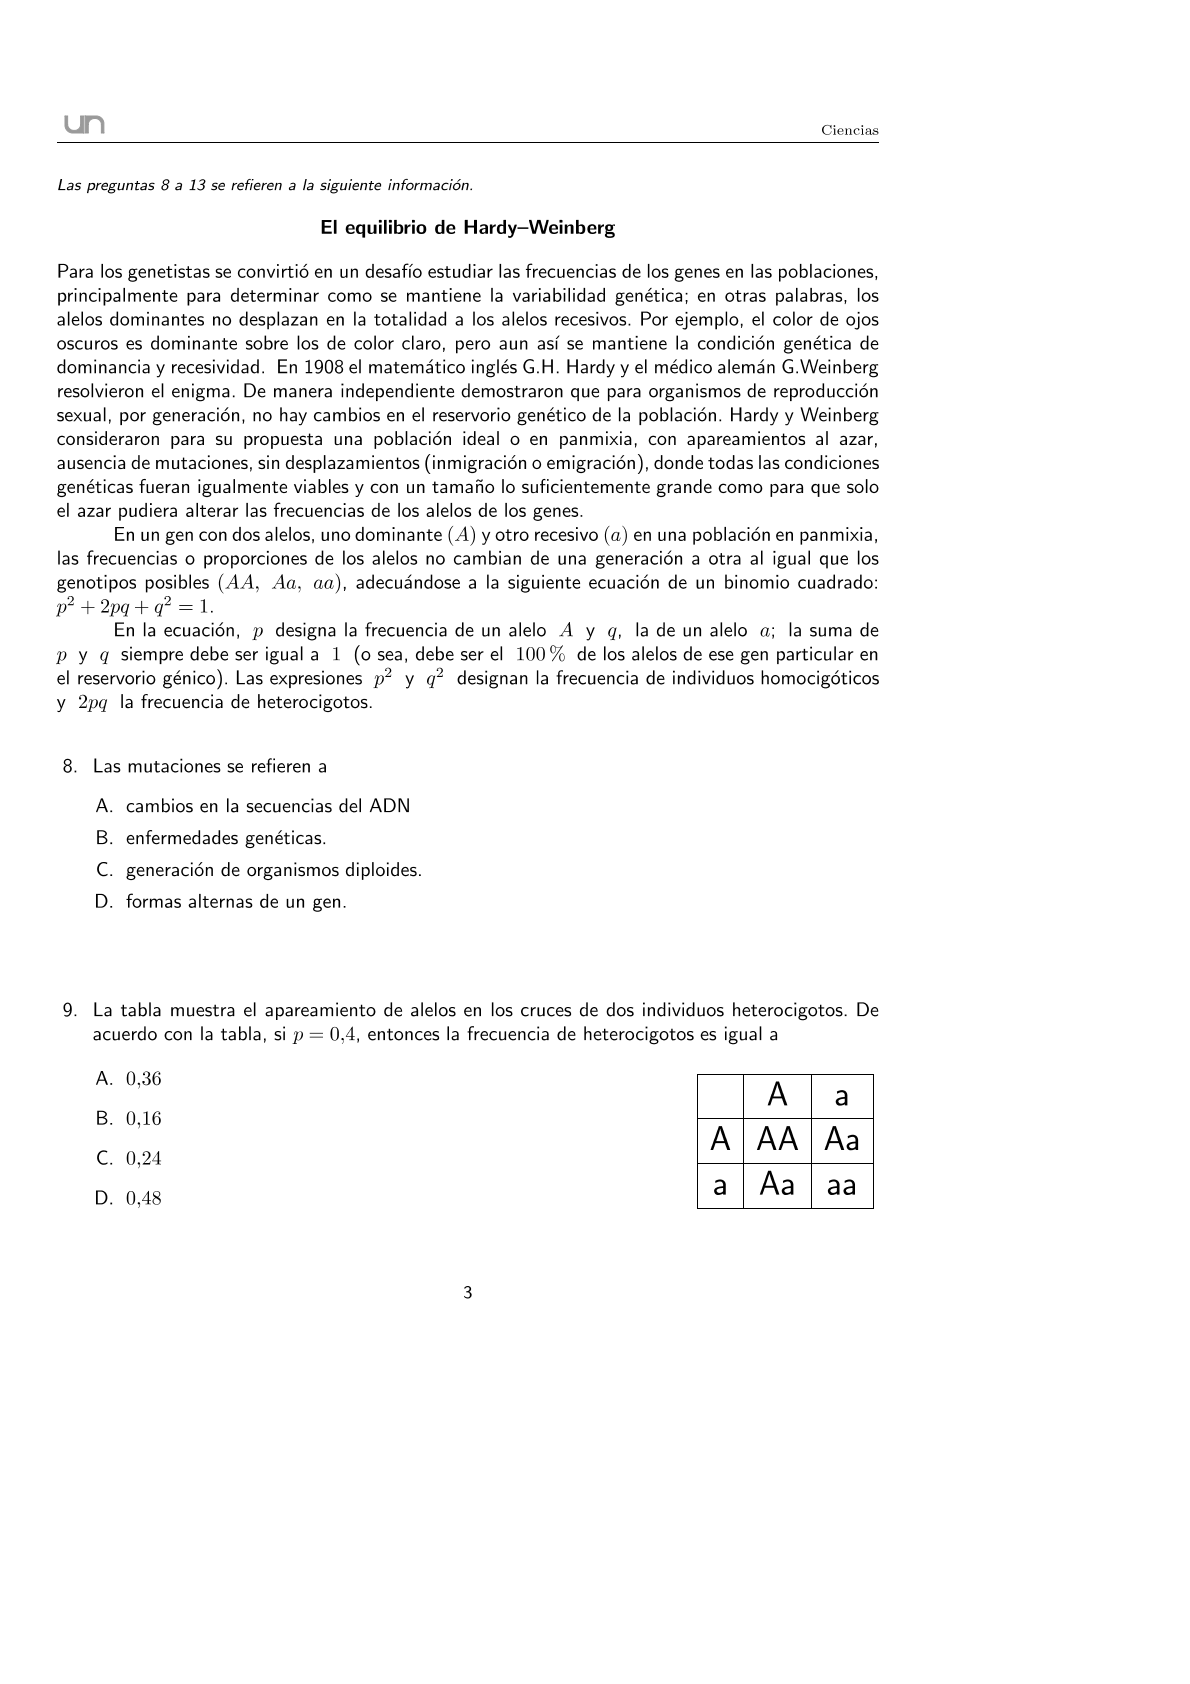 un
Ciencias
Las preguntas 8 a 13 se refieren a la siguiente información.
El equilibrio de Hardy–Weinberg
Para los genetistas se convirtió en un desafío estudiar las frecuencias de los genes en las poblaciones,
principalmente para determinar como se mantiene la variabilidad genética; en otras palabras, los
alelos dominantes no desplazan en la totalidad a los alelos recesivos. Por ejemplo, el color de ojos
oscuros es dominante sobre los de color claro, pero aun así se mantiene la condición genética de
dominancia y recesividad. En 1908 el matemático inglés G.H. Hardy y el médico alemán G.Weinberg
resolvieron el enigma. De manera independiente demostraron que para organismos de reproducción
sexual, por generación, no hay cambios en el reservorio genético de la población. Hardy y Weinberg
consideraron para su propuesta una población ideal o en panmixia, con apareamientos al azar,
ausencia de mutaciones, sin desplazamientos (inmigración o emigración), donde todas las condiciones
genéticas fueran igualmente viables y con un tamaño lo suficientemente grande como para que solo
el azar pudiera alterar las frecuencias de los alelos de los genes.
En un gen con dos alelos, uno dominante (A) y otro recesivo (a) en una población en panmixia,
las frecuencias o proporciones de los alelos no cambian de una generación a otra al igual que los
genotipos posibles (AA, Aa, aa), adecuándose a la siguiente ecuación de un binomio cuadrado:
p² + 2pq + q² = 1.
En la ecuación, p designa la frecuencia de un alelo A y q, la de un alelo a; la suma de
p y q siempre debe ser igual a 1 (o sea, debe ser el 100 % de los alelos de ese gen particular en
el reservorio génico). Las expresiones p² y q² designan la frecuencia de individuos homocigóticos
y 2pq la frecuencia de heterocigotos.
8. Las mutaciones se refieren a
A. cambios en la secuencias del ADN
B. enfermedades genéticas.
C. generación de organismos diploides.
D. formas alternas de un gen.
9. La tabla muestra el apareamiento de alelos en los cruces de dos individuos heterocigotos. De
acuerdo con la tabla, si p = 0,4, entonces la frecuencia de heterocigotos es igual a
A. 0,36
B. 0,16
C. 0,24
D. 0,48
A a
A AA Aa
a Aa aa
3